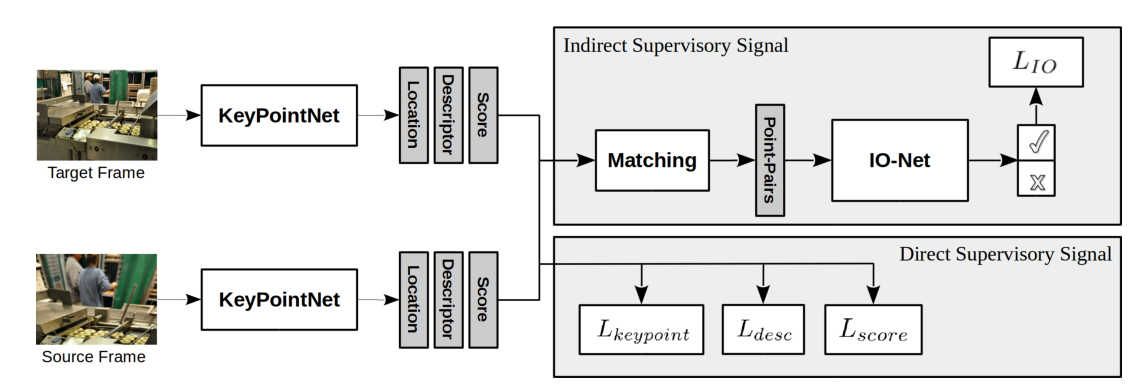 Target Frame
KeyPointNet
Location
Descriptor
Score
Source Frame
KeyPointNet
Location
Descriptor
Score
Indirect Supervisory Signal
Matching
Point-Pairs
IO-Net
L_{IO}
Direct Supervisory Signal
L_{keypoint}
L_{desc}
L_{score}